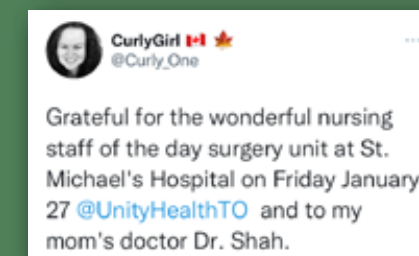 CurlyGirl 🇨🇦 🍁
@Curly_One
Grateful for the wonderful nursing
staff of the day surgery unit at St.
Michael's Hospital on Friday January
27 @UnityHealthTO and to my
mom's doctor Dr. Shah.